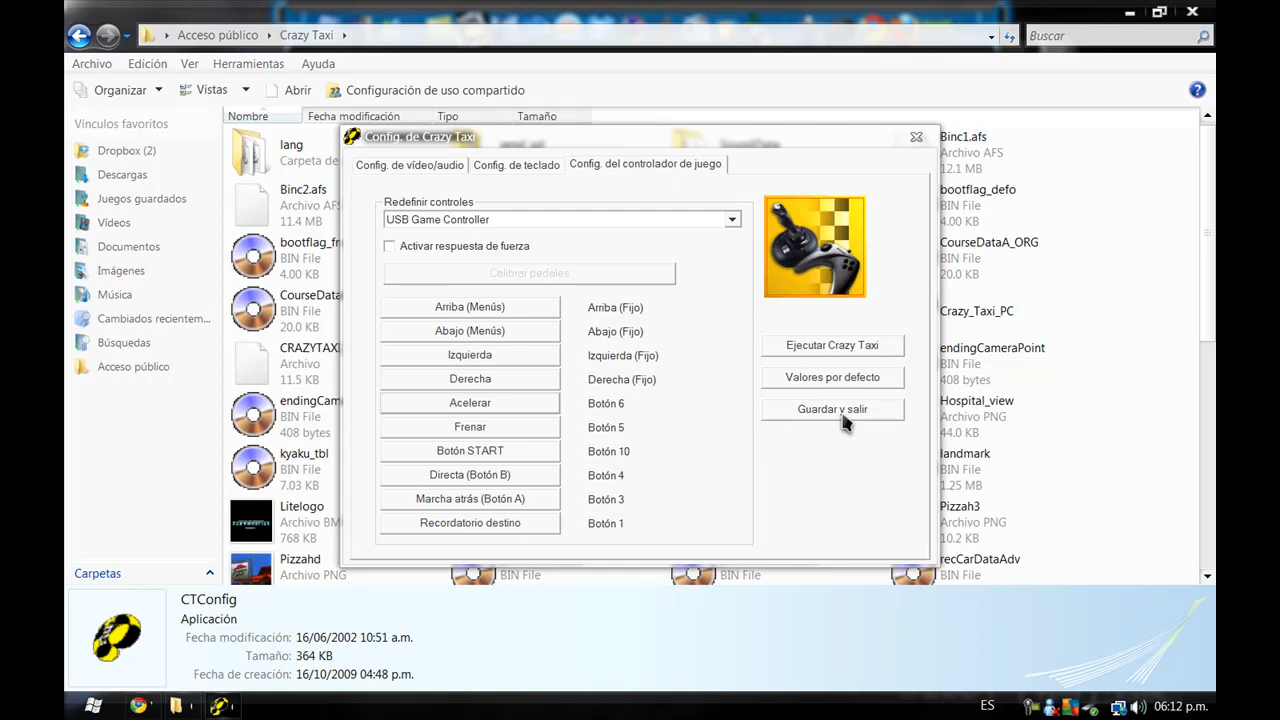 Acceso público ▸ Crazy Taxi ▸
Buscar
Archivo Edición Ver Herramientas Ayuda
Organizar Vistas Abrir Configuración de uso compartido
Vínculos favoritos
Dropbox (2)
Descargas
Juegos guardados
Vídeos
Documentos
Imágenes
Música
Cambiados recientem...
Búsquedas
Acceso público
Carpetas
Nombre Fecha modificación Tipo Tamaño
lang
Carpeta de
Binc2.afs
Archivo AFS
11.4 MB
bootflag_fr
BIN File
4.00 KB
CourseData
BIN File
20.0 KB
CRAZYTAXI
Archivo
11.5 KB
endingCam
BIN File
408 bytes
kyaku_tbl
BIN File
7.03 KB
Litelogo
Archivo BM
768 KB
Pizzahd
Archivo PNG
BIN File
BIN File
Config. de Crazy Taxi
Config. de vídeo/audio Config. de teclado Config. del controlador de juego
Redefinir controles
USB Game Controller
Activar respuesta de fuerza
Calibrar pedales
Arriba (Menús) Arriba (Fijo)
Abajo (Menús) Abajo (Fijo)
Izquierda Izquierda (Fijo)
Derecha Derecha (Fijo)
Acelerar Botón 6
Frenar Botón 5
Botón START Botón 10
Directa (Botón B) Botón 4
Marcha atrás (Botón A) Botón 3
Recordatorio destino Botón 1
Ejecutar Crazy Taxi
Valores por defecto
Guardar y salir
Binc1.afs
Archivo AFS
12.1 MB
bootflag_defo
BIN File
4.00 KB
CourseDataA_ORG
BIN File
20.0 KB
Crazy_Taxi_PC
endingCameraPoint
BIN File
408 bytes
Hospital_view
Archivo PNG
44.0 KB
landmark
BIN File
1.25 MB
Pizzah3
Archivo PNG
10.2 KB
recCarDataAdv
BIN File
CTConfig
Aplicación
Fecha modificación: 16/06/2002 10:51 a.m.
Tamaño: 364 KB
Fecha de creación: 16/10/2009 04:48 p.m.
ES
06:12 p.m.